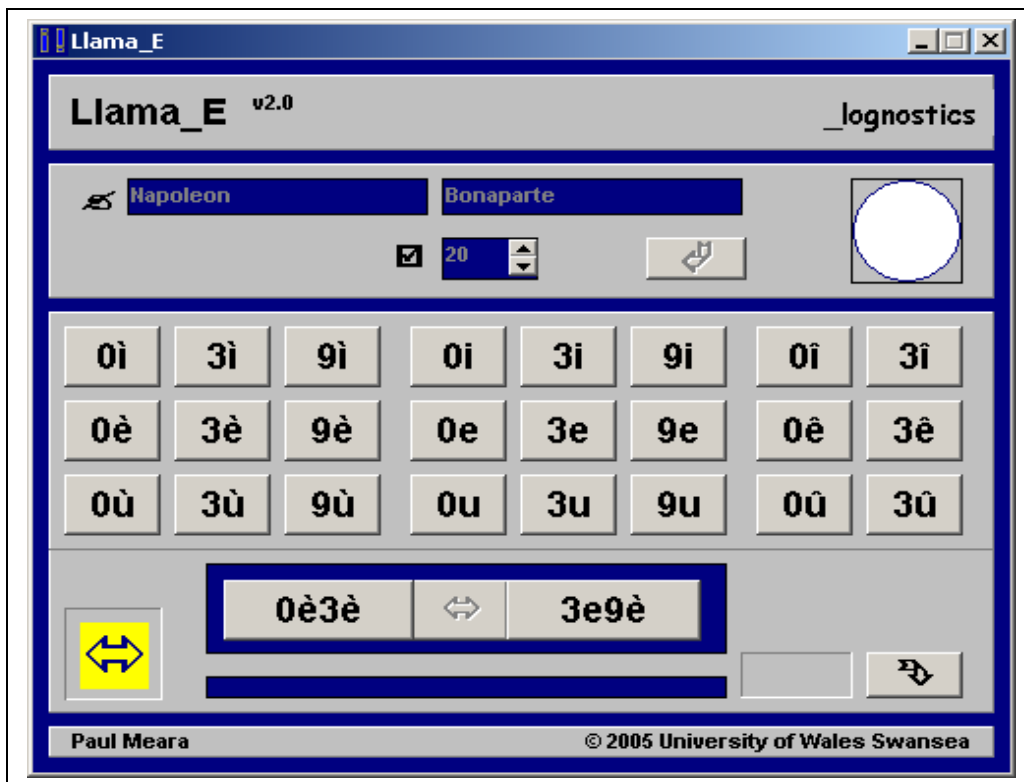 Llama_E
Llama_E v2.0 _lognostics
Napoleon Bonaparte
20
0ì 3ì 9ì 0i 3i 9i 0î 3î
0è 3è 9è 0e 3e 9e 0ê 3ê
0ù 3ù 9ù 0u 3u 9u 0û 3û
0è3è 3e9è
Paul Meara © 2005 University of Wales Swansea